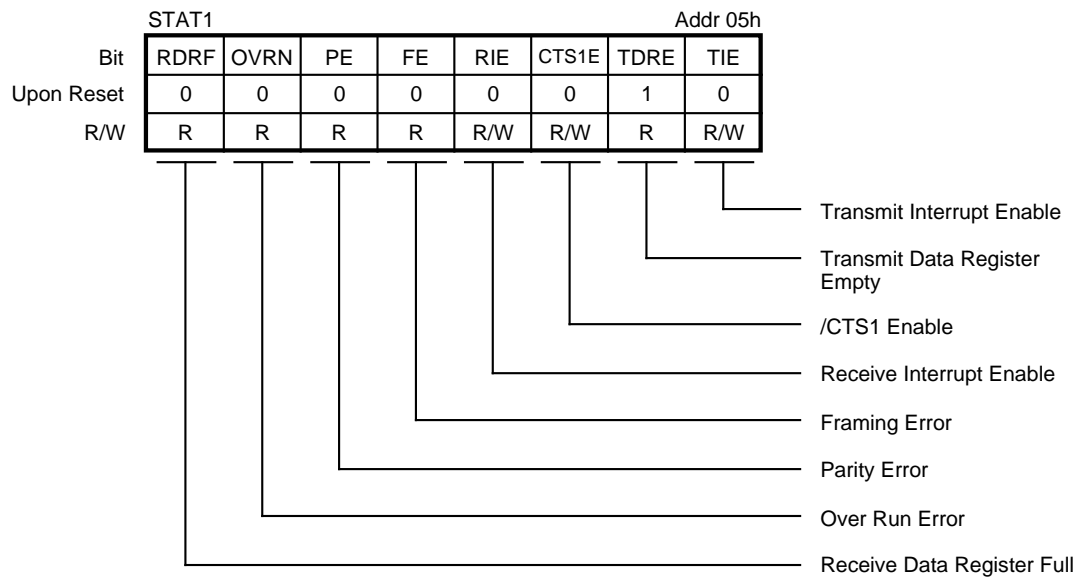 STAT1 Addr 05h
Bit RDRF OVRN PE FE RIE CTS1E TDRE TIE
Upon Reset 0 0 0 0 0 0 1 0
R/W R R R R R/W R/W R R/W
Transmit Interrupt Enable
Transmit Data Register
Empty
/CTS1 Enable
Receive Interrupt Enable
Framing Error
Parity Error
Over Run Error
Receive Data Register Full